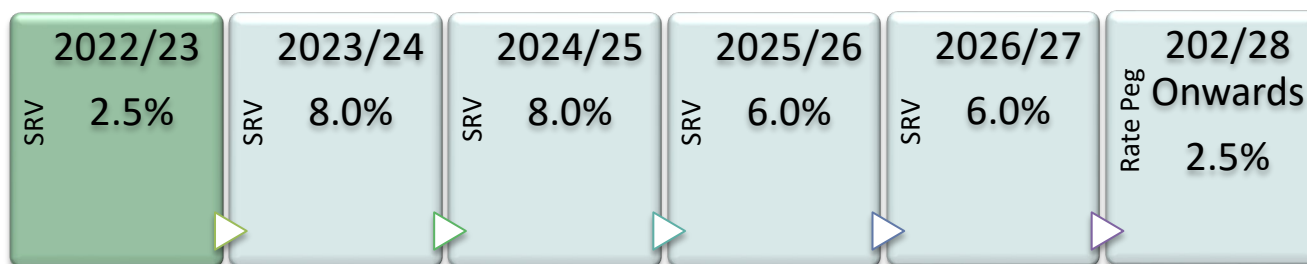 2022/23
SRV
2.5%
2023/24
SRV
8.0%
2024/25
SRV
8.0%
2025/26
SRV
6.0%
2026/27
SRV
6.0%
202/28
Onwards
Rate Peg
2.5%